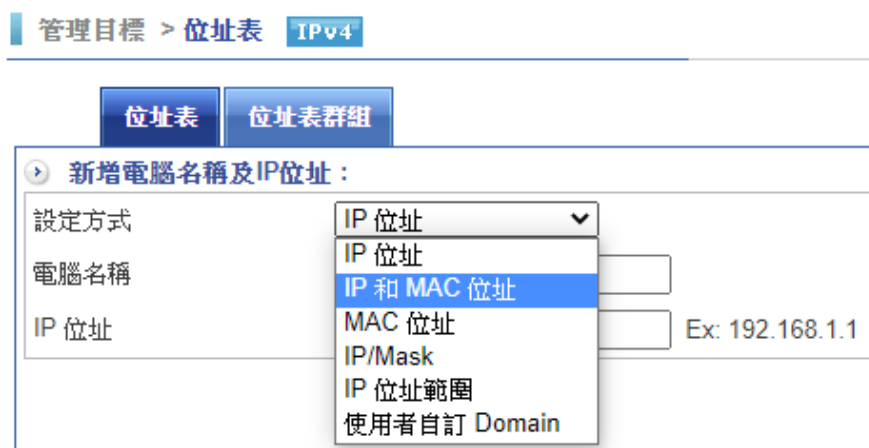 管理目標 > 位址表 IPv4
位址表 位址表群組
新增電腦名稱及IP位址：
設定方式 IP 位址
IP 位址
電腦名稱
IP 和 MAC 位址
IP 位址
MAC 位址
Ex: 192.168.1.1
IP/Mask
IP 位址範圍
使用者自訂 Domain